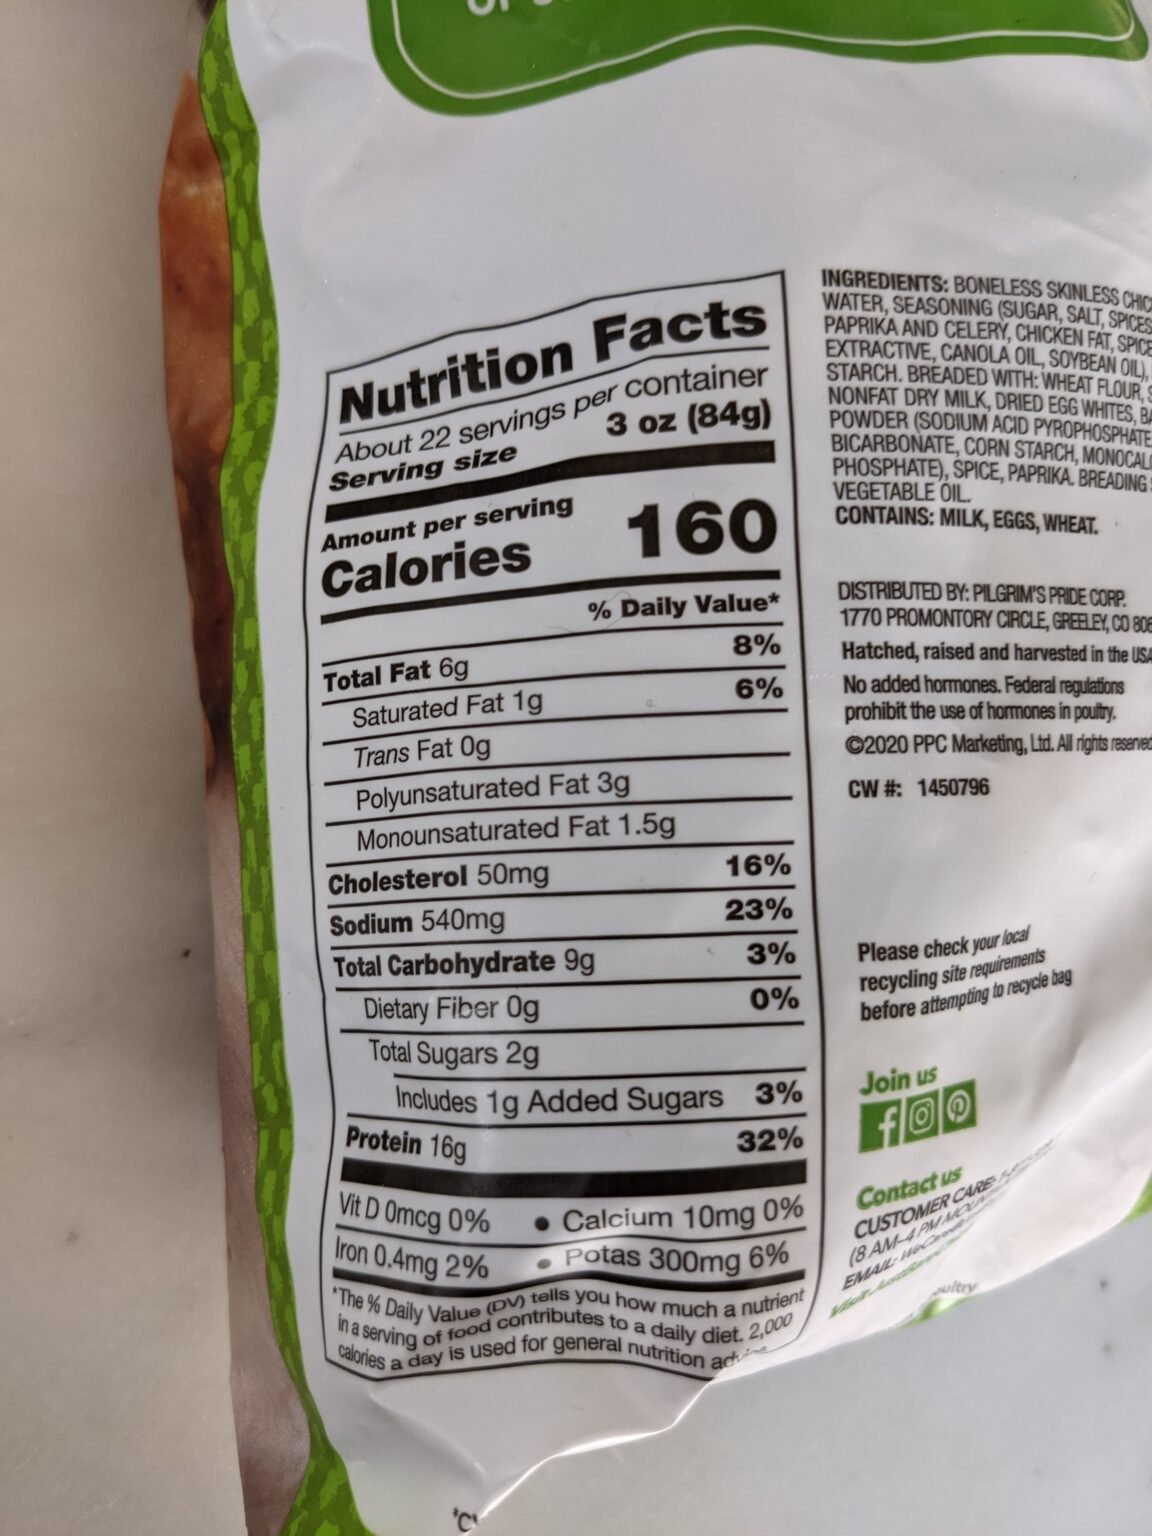 Nutrition Facts
About 22 servings per container
Serving size 3 oz (84g)
Amount per serving
Calories 160
% Daily Value*
Total Fat 6g 8%
Saturated Fat 1g 6%
Trans Fat 0g
Polyunsaturated Fat 3g
Monounsaturated Fat 1.5g
Cholesterol 50mg 16%
Sodium 540mg 23%
Total Carbohydrate 9g 3%
Dietary Fiber 0g 0%
Total Sugars 2g
Includes 1g Added Sugars 3%
Protein 16g 32%
Vit D 0mcg 0% • Calcium 10mg 0%
Iron 0.4mg 2% • Potas 300mg 6%
*The % Daily Value (DV) tells you how much a nutrient
in a serving of food contributes to a daily diet. 2,000
calories a day is used for general nutrition
INGREDIENTS: BONELESS SKINLESS
WATER, SEASONING (SUGAR, SALT, SPICES
PAPRIKA AND CELERY, CHICKEN FAT, SPICE
EXTRACTIVE, CANOLA OIL, SOYBEAN OIL),
STARCH. BREADED WITH: WHEAT FLOUR,
NONFAT DRY MILK, DRIED EGG WHITES,
POWDER (SODIUM ACID PYROPHOSPHATE
BICARBONATE, CORN STARCH,
PHOSPHATE), SPICE, PAPRIKA. BREADING
VEGETABLE OIL.
CONTAINS: MILK, EGGS, WHEAT.
DISTRIBUTED BY: PILGRIM'S PRIDE CORP.
1770 PROMONTORY CIRCLE, GREELEY, CO
Hatched, raised and harvested in the USA
No added hormones. Federal regulations
prohibit the use of hormones in poultry.
©2020 PPC Marketing, Ltd. All rights reserved
CW #: 1450796
Please check your local
recycling site requirements
before attempting to recycle bag
Join us
Contact us
CUSTOMER CARE:
(8 AM–4 PM
EMAIL: